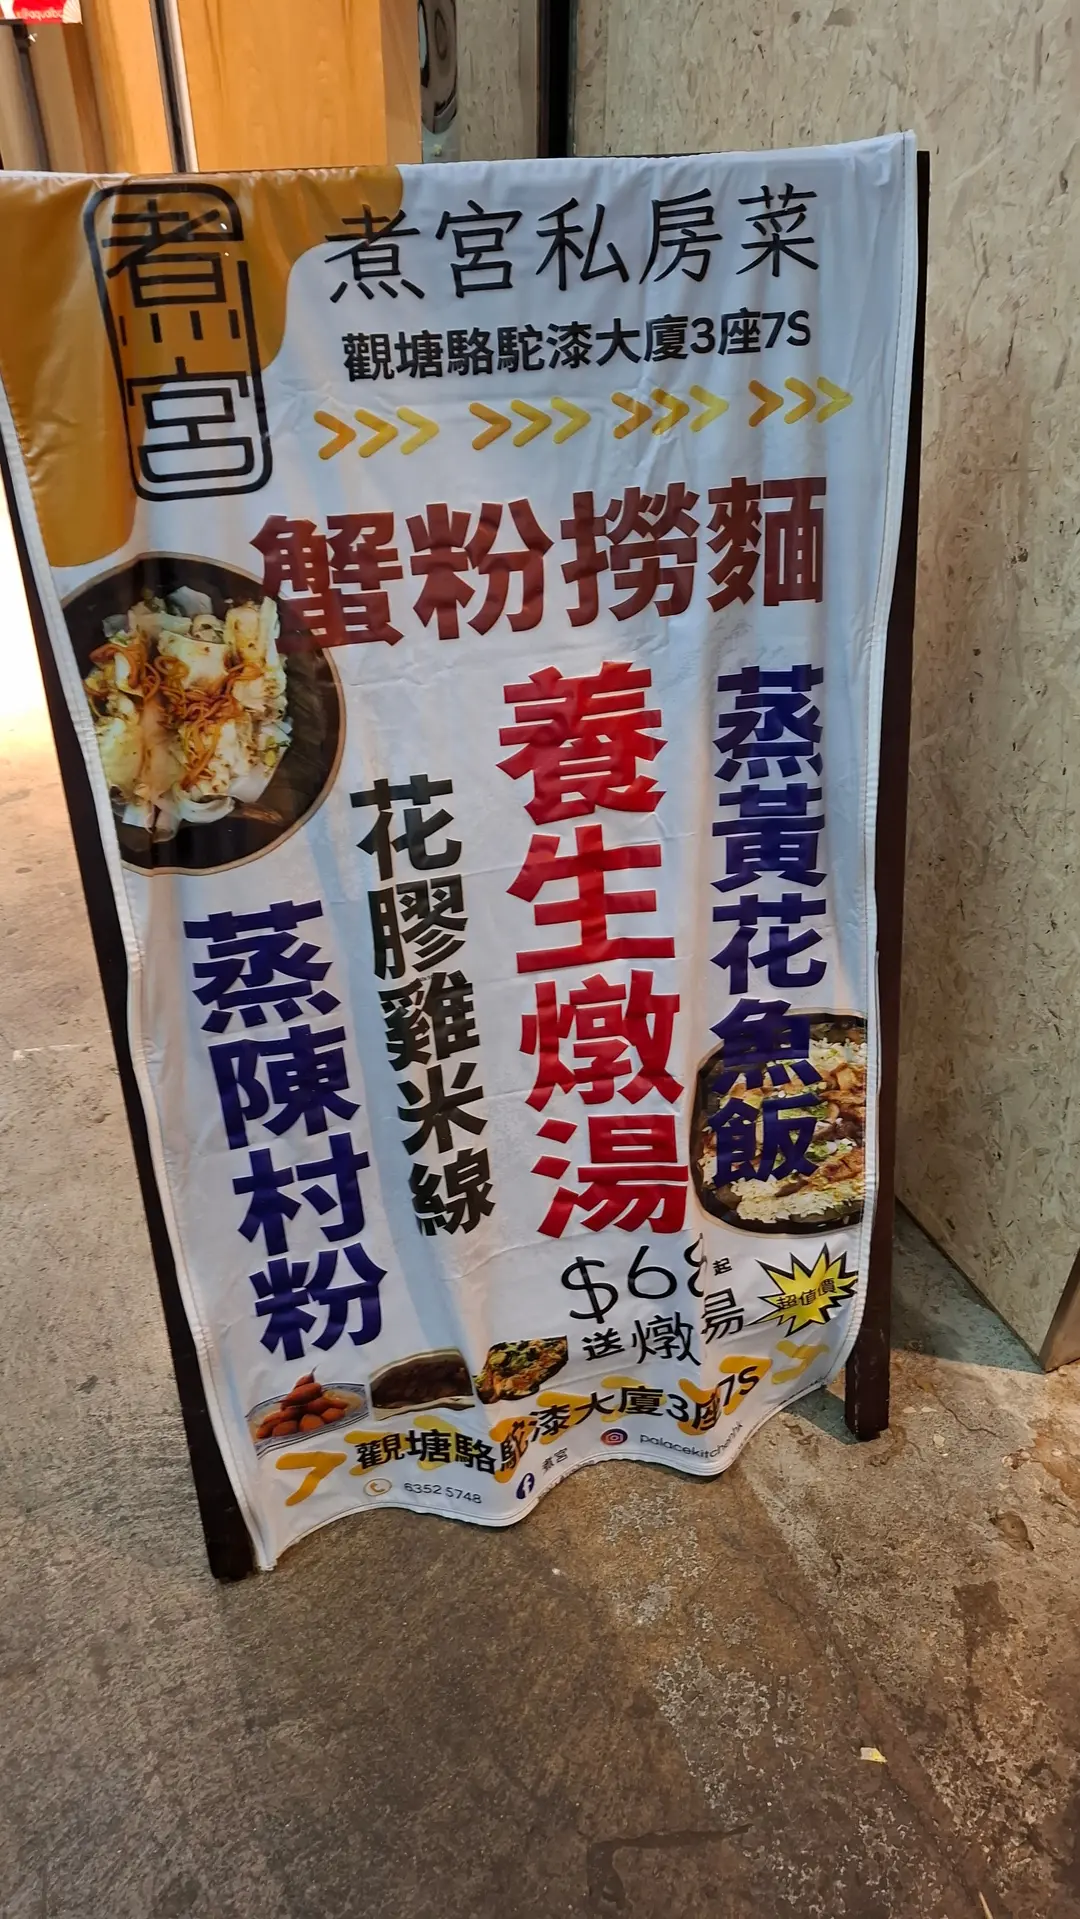 煮宮
煮宮私房菜
觀塘駱駝漆大廈3座7S
蟹粉撈麵
蒸黃花魚飯
養生燉湯
花膠雞米線
蒸陳村粉
起
送燉湯
超值價
觀塘駱駝漆大廈3座7S
6352 5748
煮宮